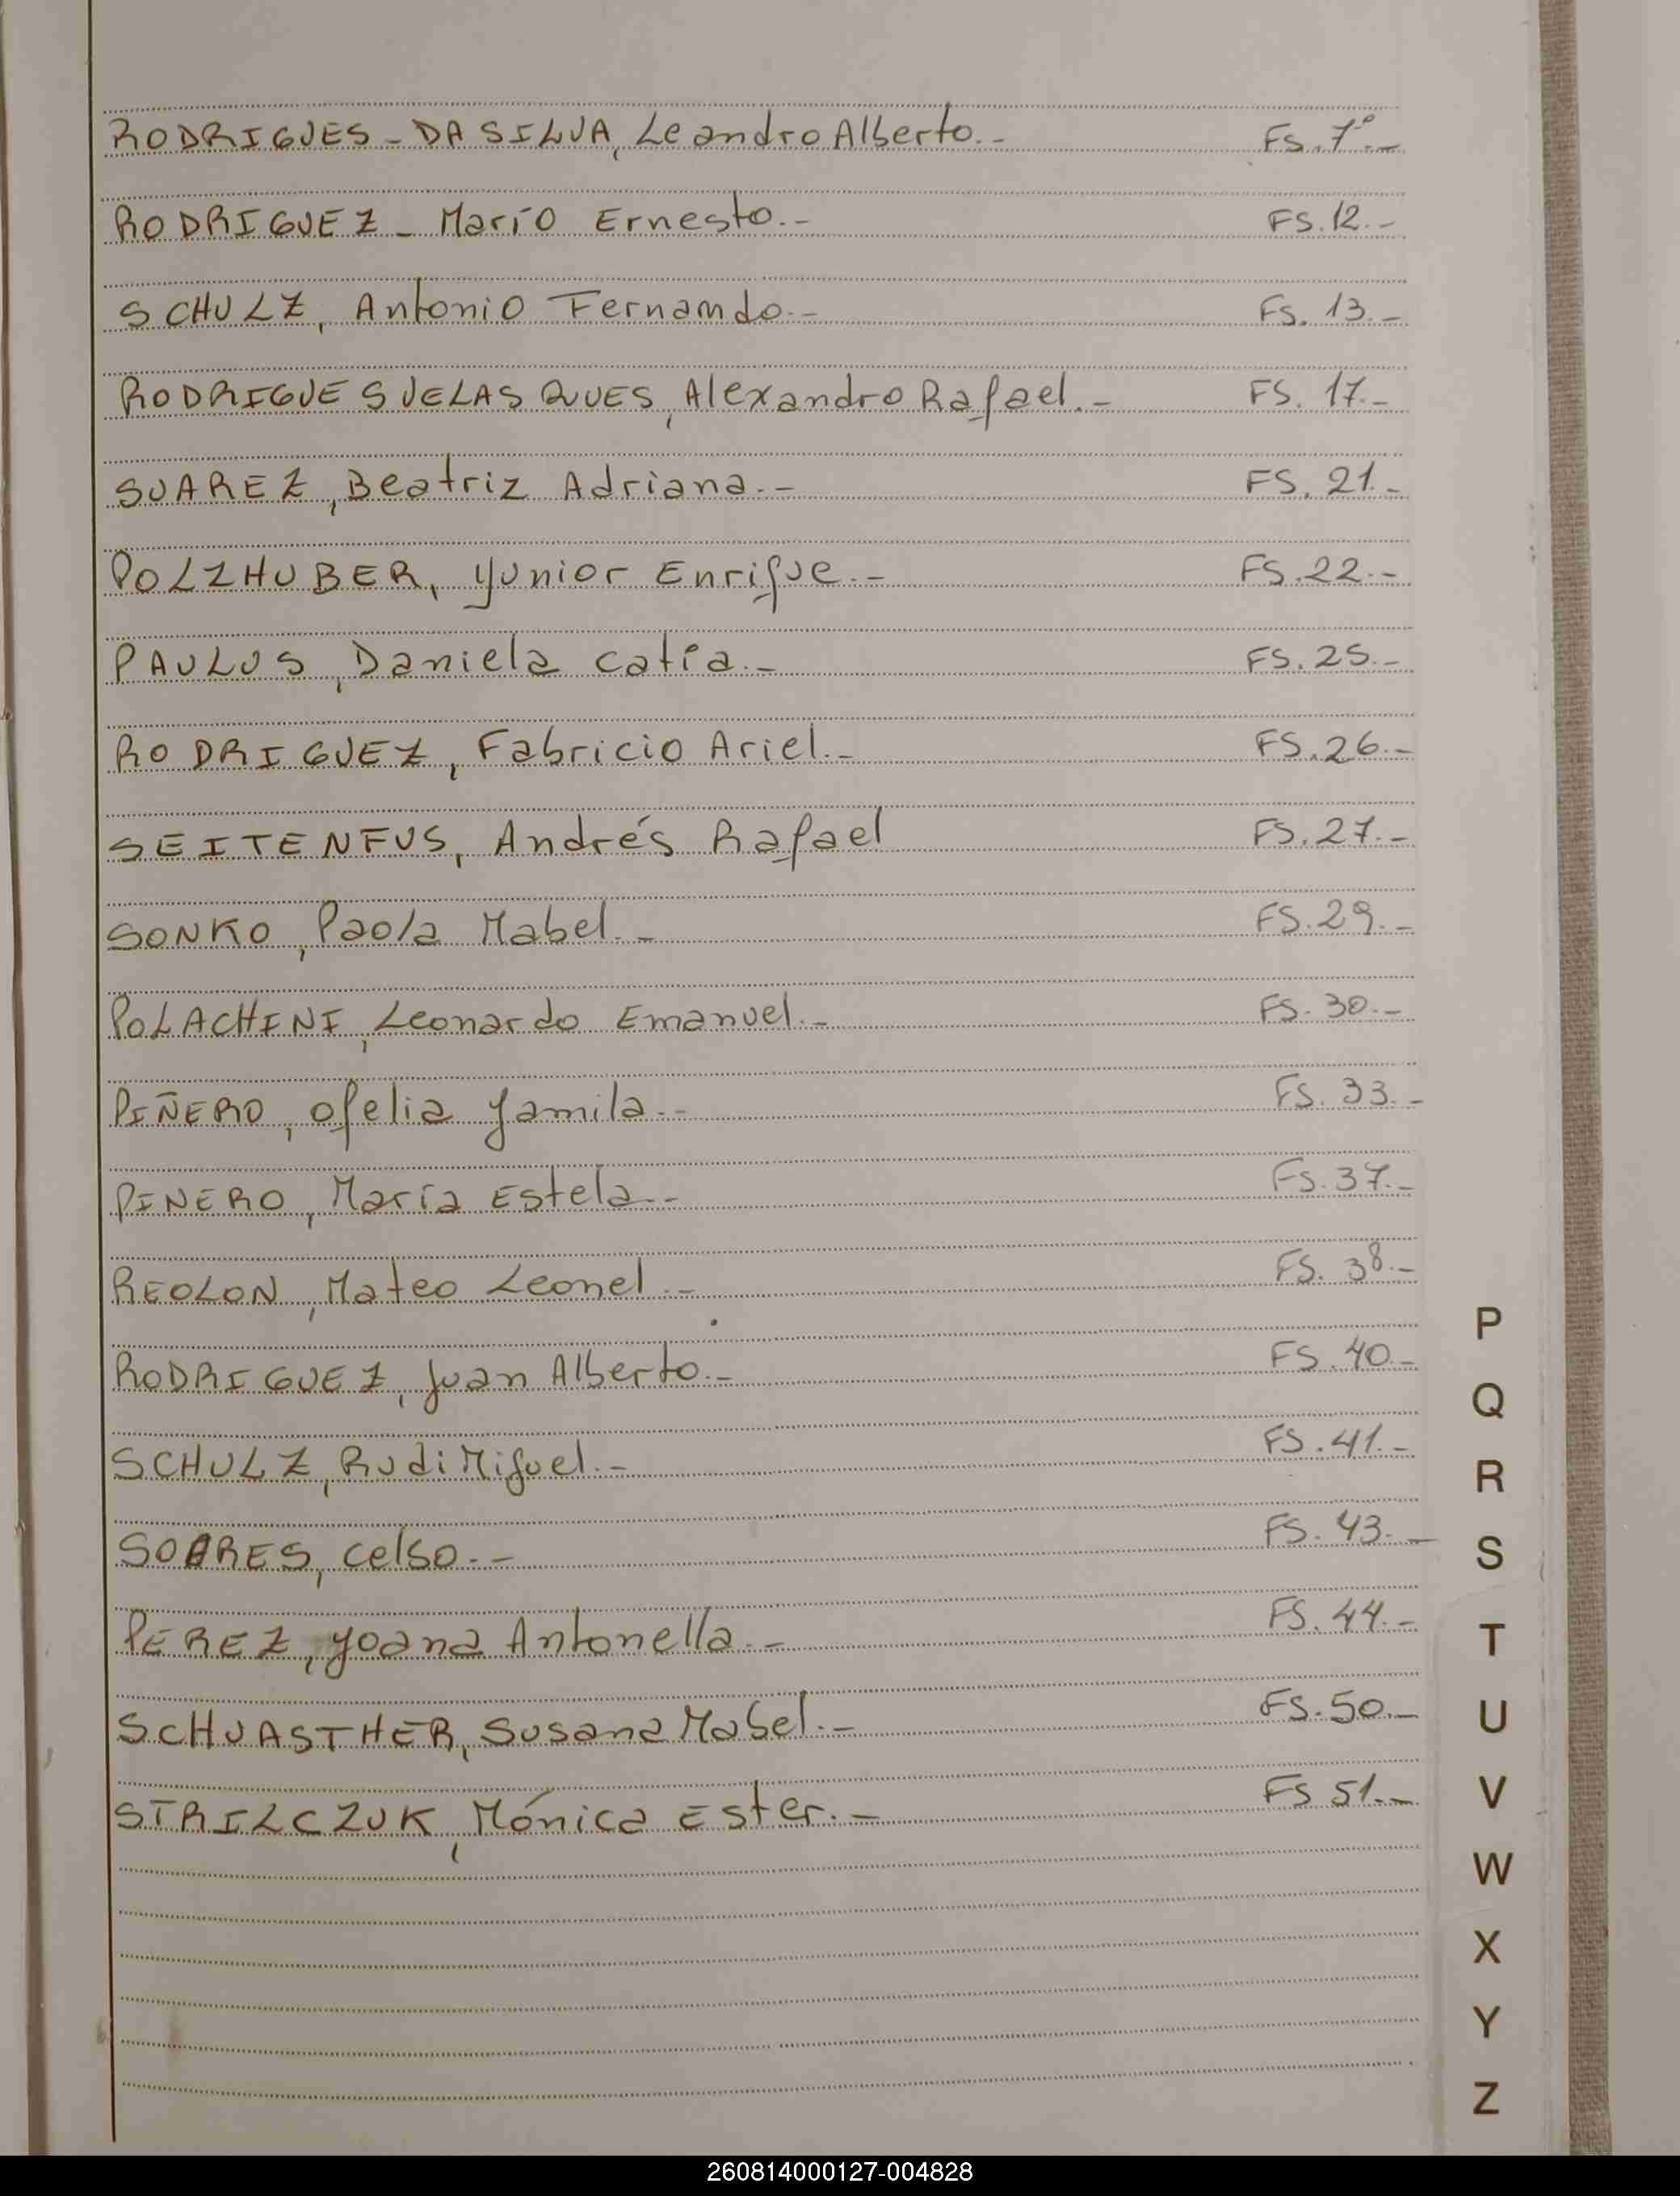 RODRIGUES - DA SILVA, Leandro Alberto.- FS. 7º.-
RODRIGUEZ - Mario Ernesto.- FS. 12.-
SCHULZ, Antonio Fernando.- FS. 13.-
RODRIGUES VELASQUES, Alexandro Rafael.- FS. 17.-
SUAREZ, Beatriz Adriana.- FS. 21.-
POLZHUBER, Yunior Enrique.- FS. 22.-
PAULUS, Daniela Catia.- FS. 25.-
RODRIGUEZ, Fabricio Ariel.- FS. 26.-
SEITENFUS, Andrés Rafael FS. 27.-
SONKO, Paola Mabel.- FS. 29.-
POLACHINI, Leonardo Emanuel.- FS. 30.-
PIÑERO, Ofelia Yamila.- FS. 33.-
PINERO, María Estela.- FS. 37.-
REOLON, Mateo Leonel.- FS. 38.-
RODRIGUEZ, Juan Alberto.- FS. 40.-
SCHULZ, Rudi Miguel.- FS. 41.-
SOARES, Celso.- FS. 43.-
PEREZ, Yoana Antonella.- FS. 44.-
SCHVASTHER, Susana Mabel.- FS. 50.-
STRILCZUK, Mónica Ester.- FS 51.-
P
Q
R
S
T
U
V
W
X
Y
Z
260814000127-004828